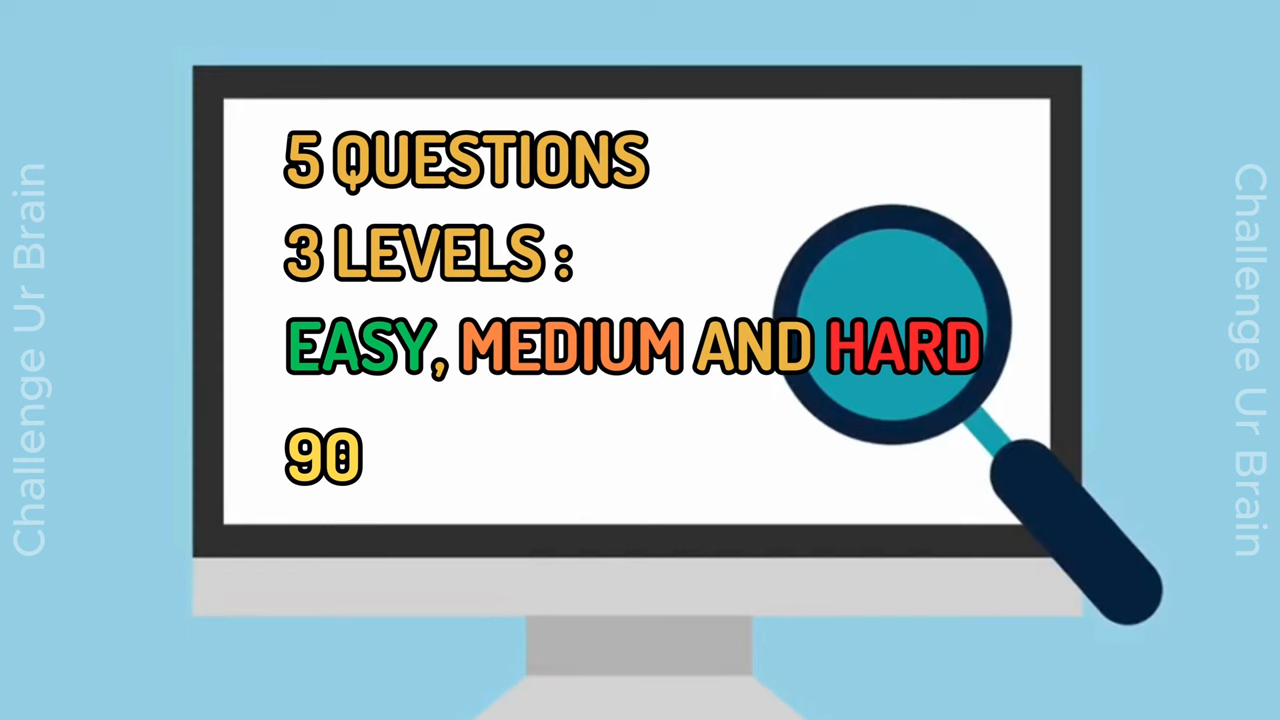 5 QUESTIONS
3 LEVELS :
EASY, MEDIUM AND HARD
90
Challenge Ur Brain
Challenge Ur Brain